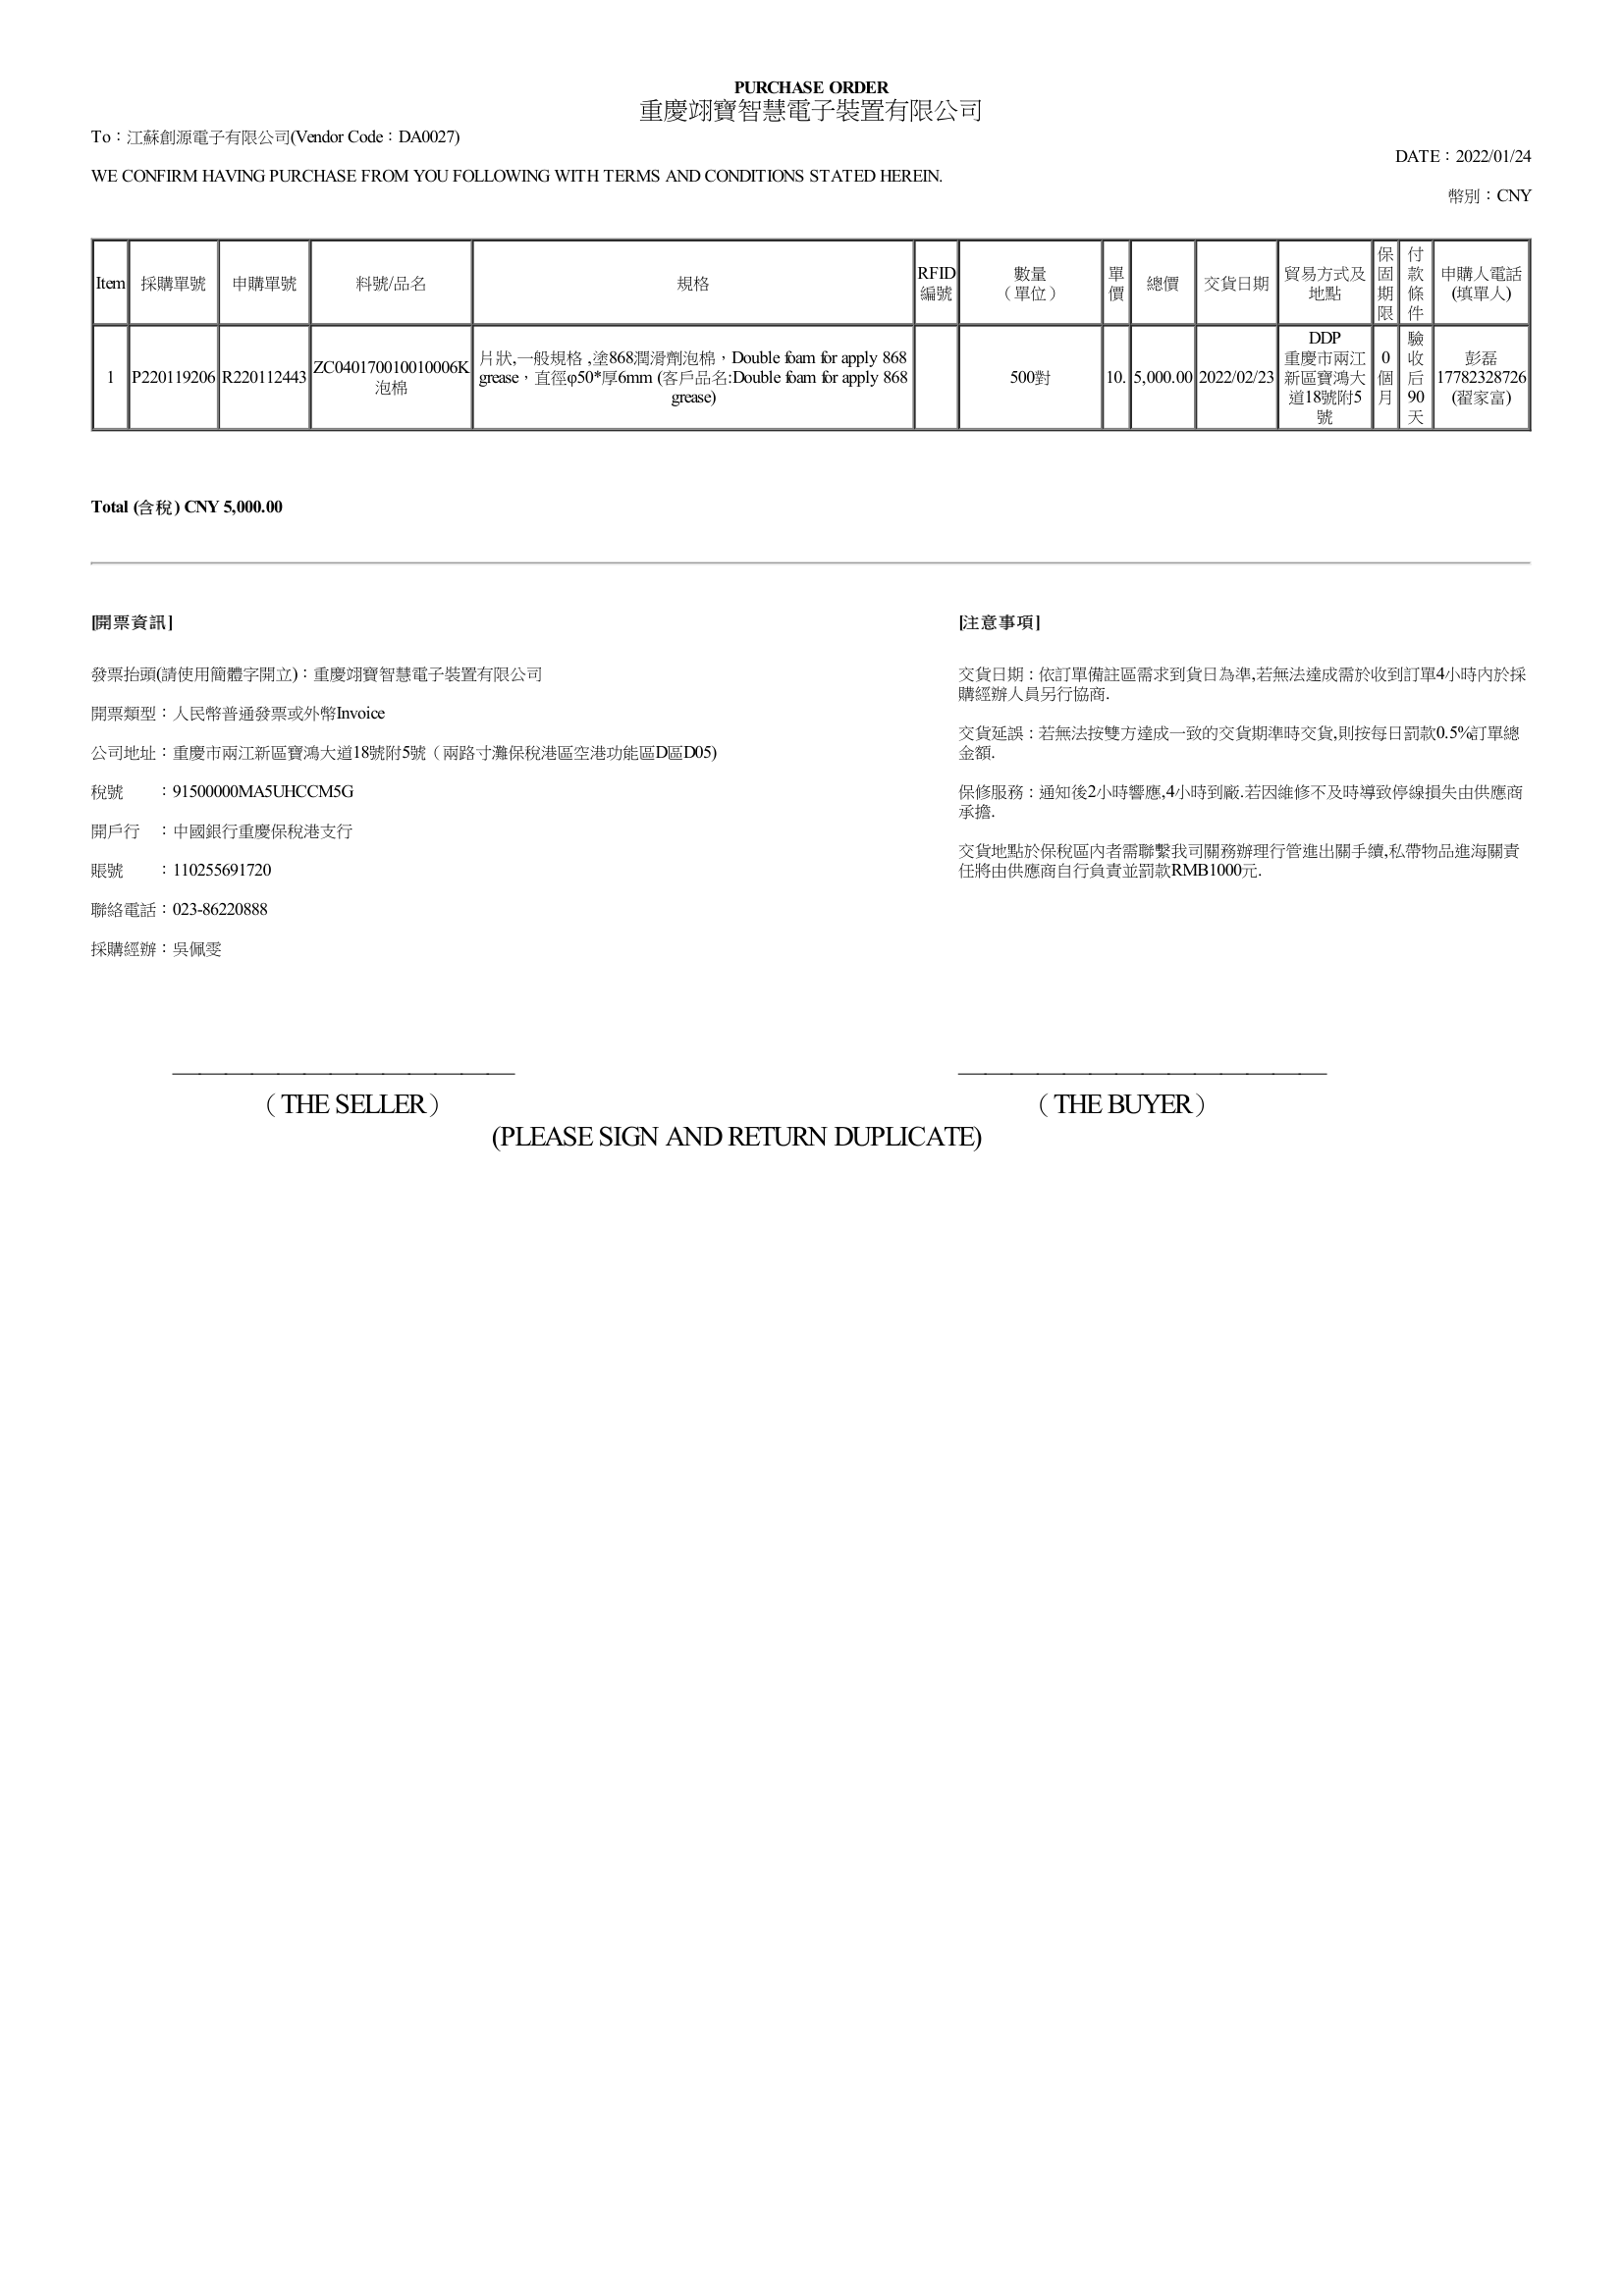 PURCHASE ORDER
重慶翊寶智慧電子裝置有限公司
To：江蘇創源電子有限公司(Vendor Code：DA0027)
DATE：2022/01/24
WE CONFIRM HAVING PURCHASE FROM YOU FOLLOWING WITH TERMS AND CONDITIONS STATED HEREIN.
幣別：CNY
Item
採購單號
申購單號
料號/品名
規格
RFID
編號
數量
（單位）
單
價
總價
交貨日期
貿易方式及
地點
保
固
期
限
付
款
條
件
申購人電話
(填單人)
1
P220119206
R220112443
ZC040170010010006K
泡棉
片狀,一般規格 ,塗868潤滑劑泡棉，Double foam for apply 868
grease，直徑φ50*厚6mm (客戶品名:Double foam for apply 868
grease)
500對
10.
5,000.00
2022/02/23
DDP
重慶市兩江
新區寶鴻大
道18號附5
號
0
個
月
驗
收
后
90
天
彭磊
17782328726
(翟家富)
Total (含稅) CNY 5,000.00
[開票資訊]
發票抬頭(請使用簡體字開立)：重慶翊寶智慧電子裝置有限公司
開票類型：人民幣普通發票或外幣Invoice
公司地址：重慶市兩江新區寶鴻大道18號附5號（兩路寸灘保稅港區空港功能區D區D05)
稅號　　：91500000MA5UHCCM5G
開戶行　：中國銀行重慶保稅港支行
賬號　　：110255691720
聯絡電話：023-86220888
採購經辦：吳佩雯
[注意事項]
交貨日期：依訂單備註區需求到貨日為準,若無法達成需於收到訂單4小時內於採
購經辦人員另行協商.
交貨延誤：若無法按雙方達成一致的交貨期準時交貨,則按每日罰款0.5%訂單總
金額.
保修服務：通知後2小時響應,4小時到廠.若因維修不及時導致停線損失由供應商
承擔.
交貨地點於保稅區內者需聯繫我司關務辦理行管進出關手續,私帶物品進海關責
任將由供應商自行負責並罰款RMB1000元.
（THE SELLER）
（THE BUYER）
(PLEASE SIGN AND RETURN DUPLICATE)